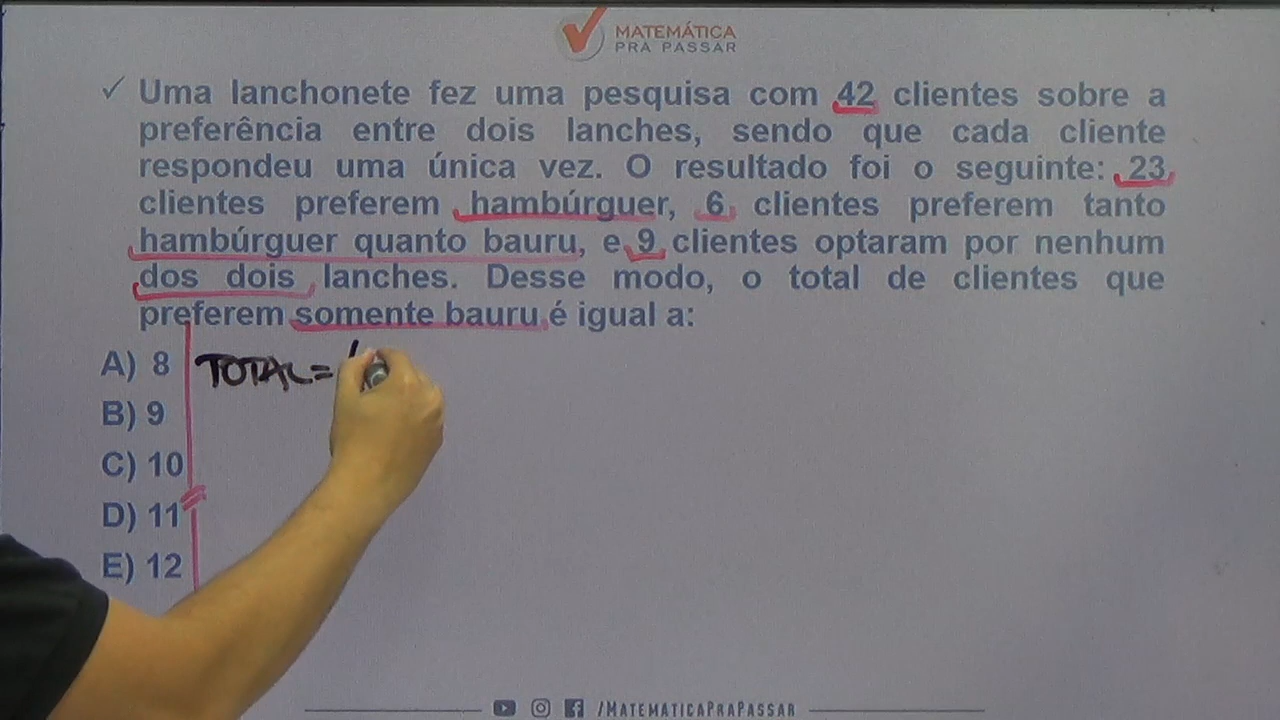 MATEMÁTICA
PRA PASSAR
✓ Uma lanchonete fez uma pesquisa com 42 clientes sobre a
preferência entre dois lanches, sendo que cada cliente
respondeu uma única vez. O resultado foi o seguinte: 23
clientes preferem hambúrguer, 6 clientes preferem tanto
hambúrguer quanto bauru, e 9 clientes optaram por nenhum
dos dois lanches. Desse modo, o total de clientes que
preferem somente bauru é igual a:
A) 8
TOTAL =
B) 9
C) 10
D) 11
E) 12
/MATEMATICAPRAPASSAR